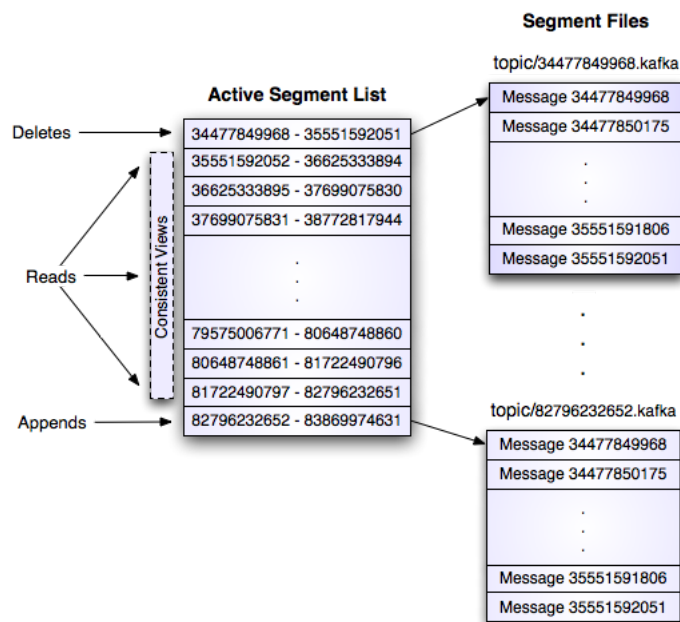 Segment Files
topic/34477849968.kafka
Active Segment List
Message 34477849968
Deletes
34477849968 - 35551592051
Message 34477850175
35551592052 - 36625333894
36625333895 - 37699075830
37699075831 - 38772817944
Message 35551591806
Message 35551592051
Reads
Consistent Views
79575006771 - 80648748860
80648748861 - 81722490796
81722490797 - 82796232651
topic/82796232652.kafka
Appends
82796232652 - 83869974631
Message 34477849968
Message 34477850175
Message 35551591806
Message 35551592051